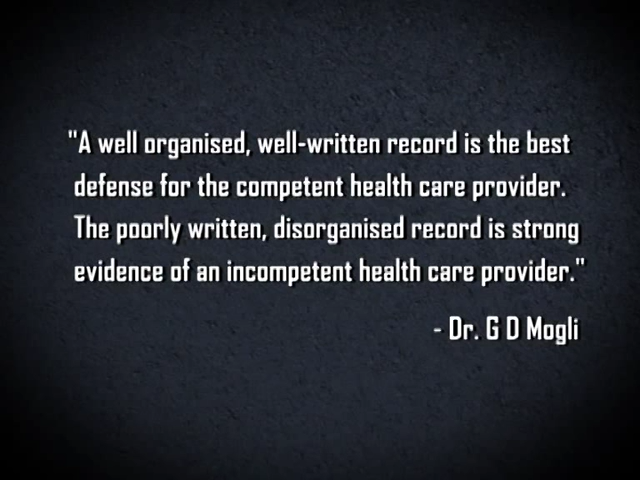 "A well organised, well-written record is the best
defense for the competent health care provider.
The poorly written, disorganised record is strong
evidence of an incompetent health care provider."
- Dr. G D Mogli